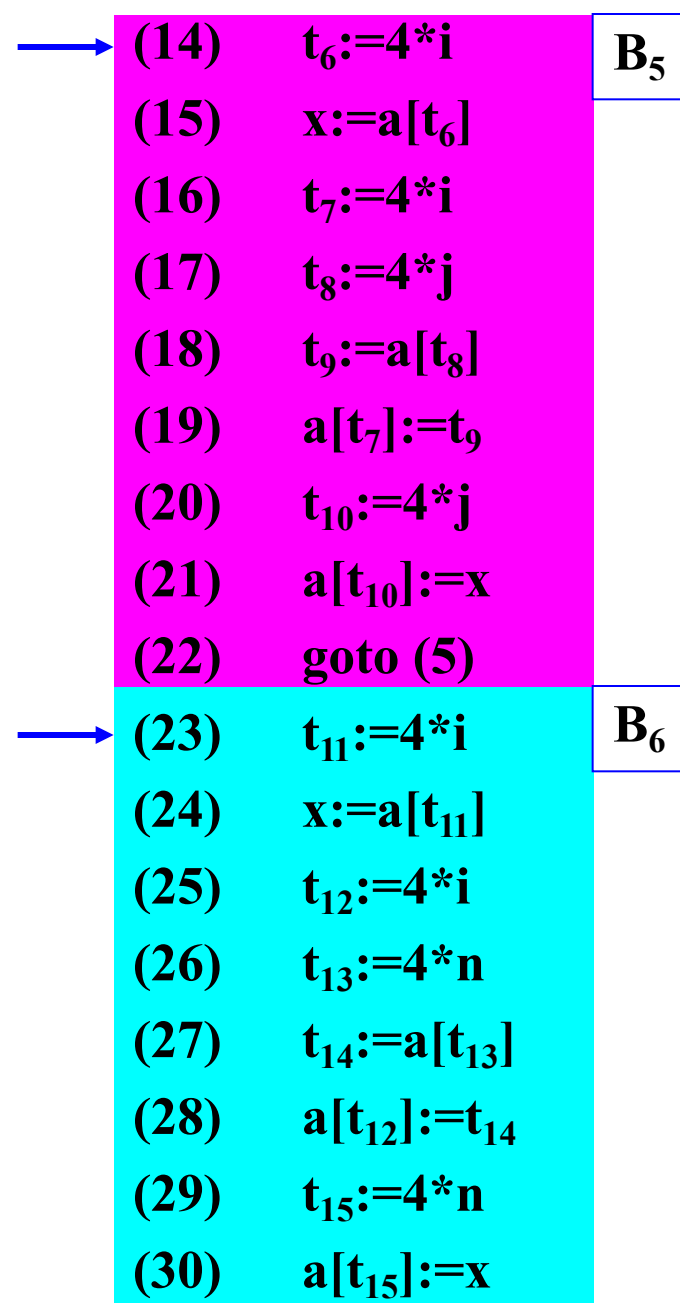 (14) t₆:=4*i B₅
(15) x:=a[t₆]
(16) t₇:=4*i
(17) t₈:=4*j
(18) t₉:=a[t₈]
(19) a[t₇]:=t₉
(20) t₁₀:=4*j
(21) a[t₁₀]:=x
(22) goto (5)
(23) t₁₁:=4*i B₆
(24) x:=a[t₁₁]
(25) t₁₂:=4*i
(26) t₁₃:=4*n
(27) t₁₄:=a[t₁₃]
(28) a[t₁₂]:=t₁₄
(29) t₁₅:=4*n
(30) a[t₁₅]:=x